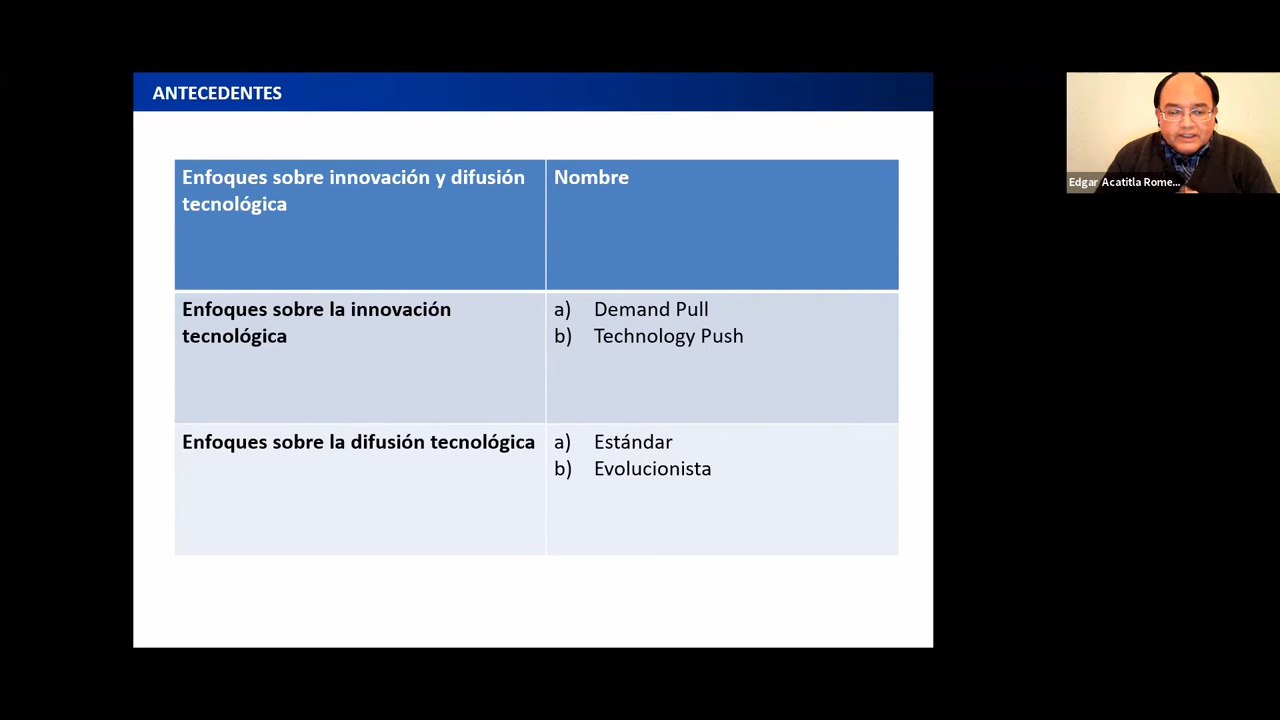 ANTECEDENTES
Enfoques sobre innovación y difusión
tecnológica
Nombre
Enfoques sobre la innovación
tecnológica
a) Demand Pull
b) Technology Push
Enfoques sobre la difusión tecnológica
a) Estándar
b) Evolucionista
Edgar Acatitla Rome...